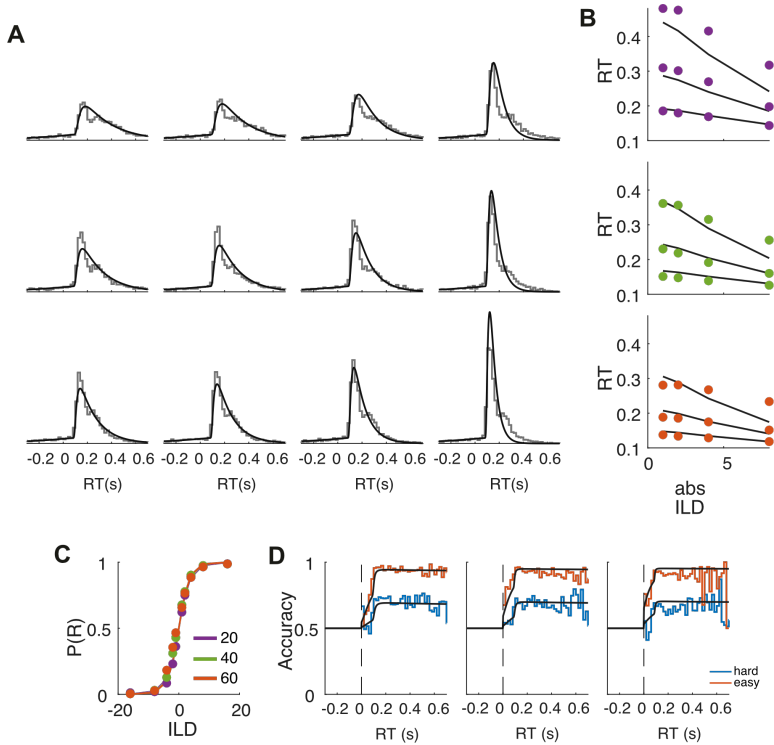 A
-0.2 0 0.2 0.4 0.6 -0.2 0 0.2 0.4 0.6 -0.2 0 0.2 0.4 0.6 -0.2 0 0.2 0.4 0.6
RT(s) RT(s) RT(s) RT(s)
B
0.4
0.3
0.2
0.1
RT
0.4
0.3
0.2
0.1
RT
0.4
0.3
0.2
0.1
RT
0 5
abs
ILD
C
1
0.5
0
P(R)
20
40
60
-20 0 20
ILD
D
1
0.5
0
Accuracy
hard
easy
-0.2 0 0.2 0.4 0.6 -0.2 0 0.2 0.4 0.6 -0.2 0 0.2 0.4 0.6
RT (s) RT (s) RT (s)